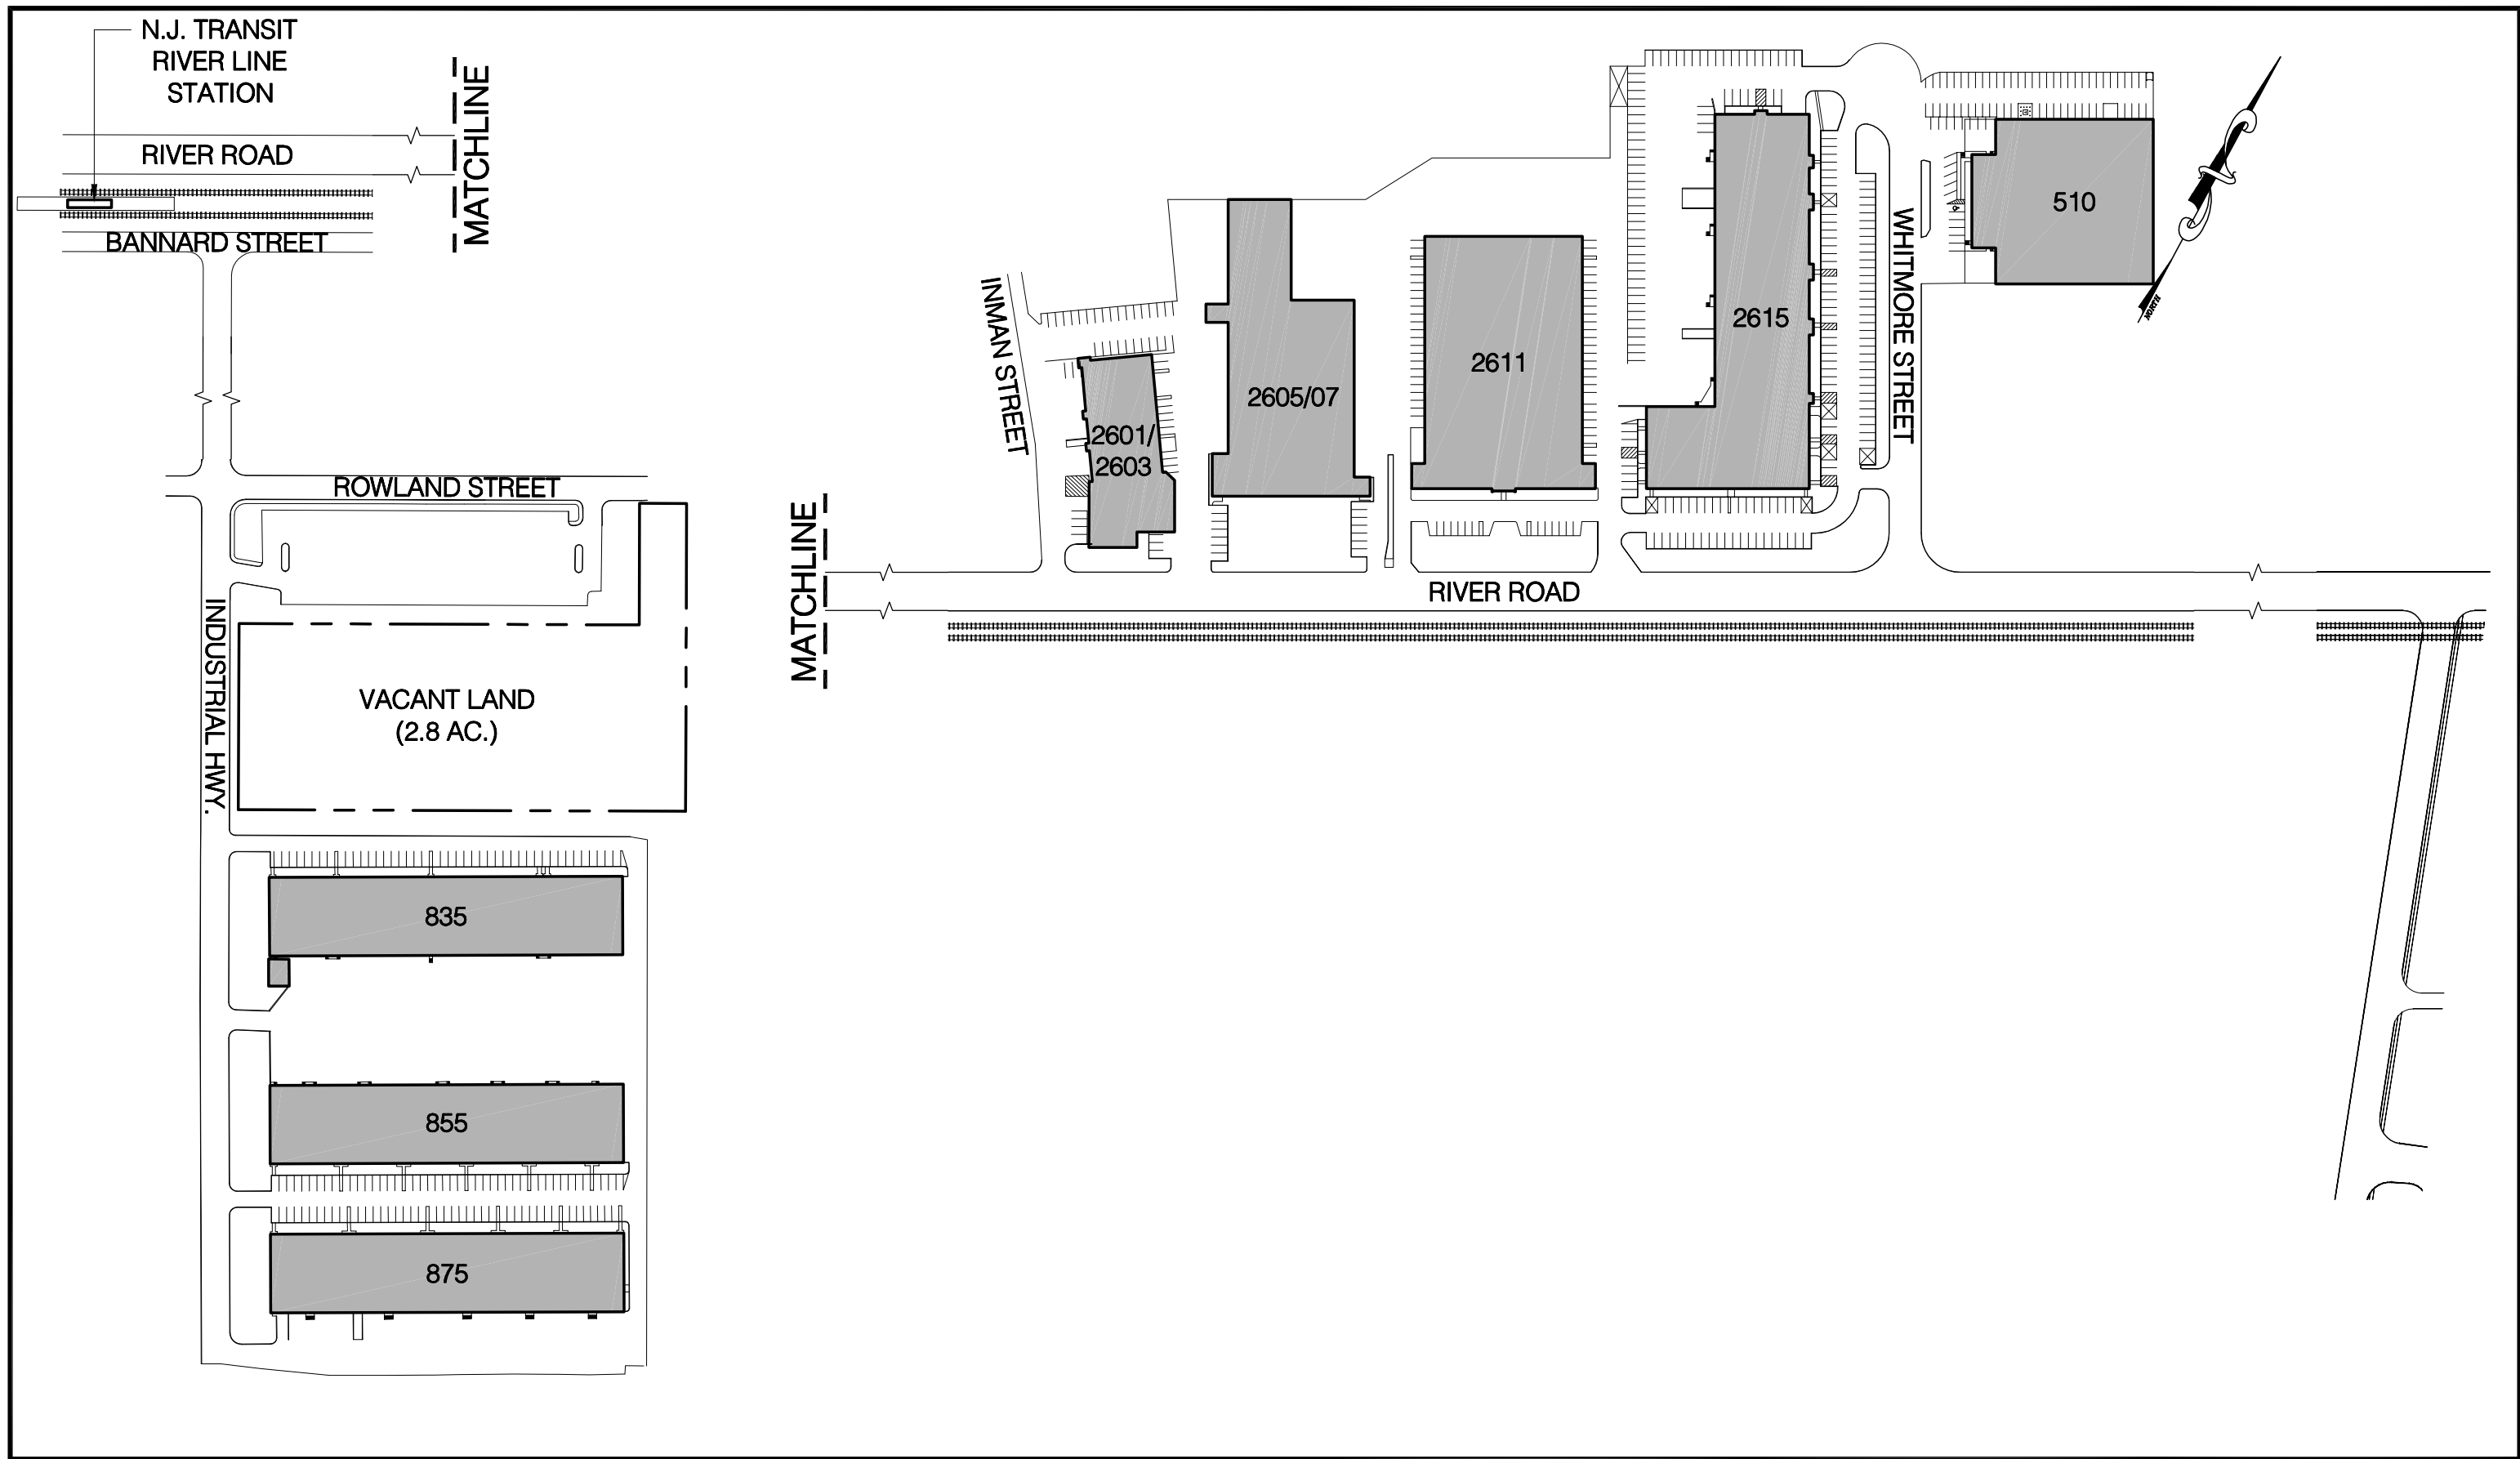 N.J. TRANSIT
RIVER LINE
STATION
MATCHLINE
RIVER ROAD
BANNARD STREET
ROWLAND STREET
INDUSTRIAL HWY.
VACANT LAND
(2.8 AC.)
835
855
875
MATCHLINE
INMAN STREET
2601/
2603
2605/07
2611
2615
WHITMORE STREET
510
RIVER ROAD